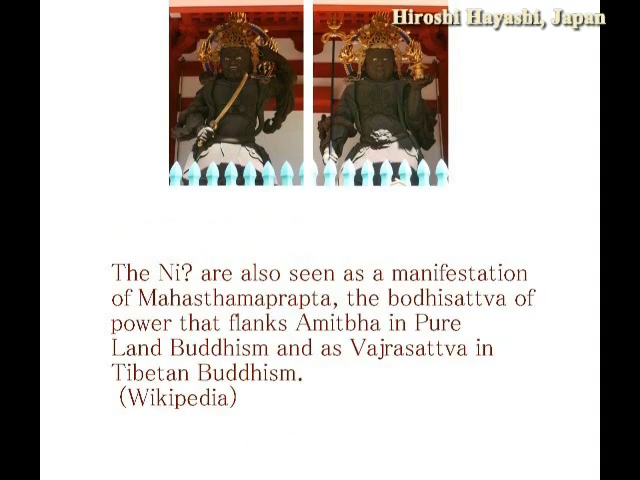 Hiroshi Hayashi, Japan
The Ni? are also seen as a manifestation
of Mahasthamaprapta, the bodhisattva of
power that flanks Amitbha in Pure
Land Buddhism and as Vajrasattva in
Tibetan Buddhism.
(Wikipedia)